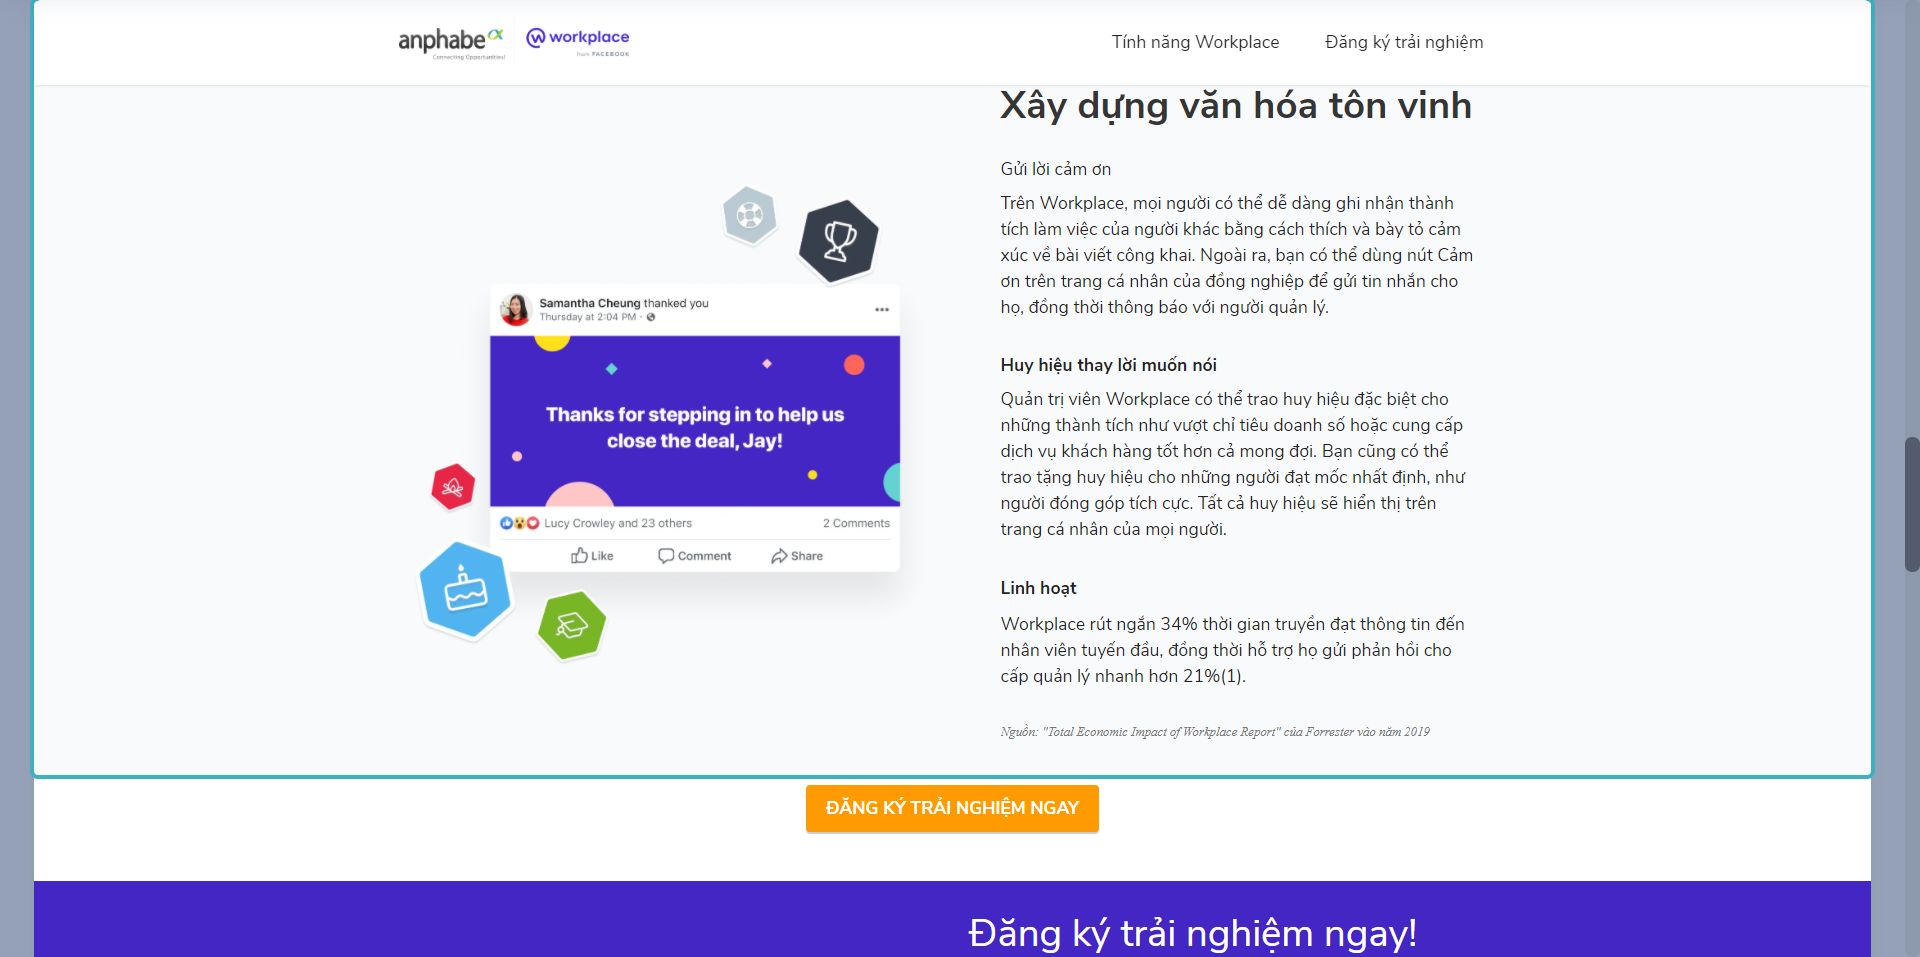 anphabe
Connecting Opportunities!
workplace
from FACEBOOK
Tính năng Workplace
Đăng ký trải nghiệm
Samantha Cheung thanked you
Thursday at 2:04 PM ·
Thanks for stepping in to help us
close the deal, Jay!
Lucy Crowley and 23 others
2 Comments
Like
Comment
Share
Xây dựng văn hóa tôn vinh
Gửi lời cảm ơn
Trên Workplace, mọi người có thể dễ dàng ghi nhận thành
tích làm việc của người khác bằng cách thích và bày tỏ cảm
xúc về bài viết công khai. Ngoài ra, bạn có thể dùng nút Cảm
ơn trên trang cá nhân của đồng nghiệp để gửi tin nhắn cho
họ, đồng thời thông báo với người quản lý.
Huy hiệu thay lời muốn nói
Quản trị viên Workplace có thể trao huy hiệu đặc biệt cho
những thành tích như vượt chỉ tiêu doanh số hoặc cung cấp
dịch vụ khách hàng tốt hơn cả mong đợi. Bạn cũng có thể
trao tặng huy hiệu cho những người đạt mốc nhất định, như
người đóng góp tích cực. Tất cả huy hiệu sẽ hiển thị trên
trang cá nhân của mọi người.
Linh hoạt
Workplace rút ngắn 34% thời gian truyền đạt thông tin đến
nhân viên tuyến đầu, đồng thời hỗ trợ họ gửi phản hồi cho
cấp quản lý nhanh hơn 21%(1).
Nguồn: "Total Economic Impact of Workplace Report" của Forrester vào năm 2019
ĐĂNG KÝ TRẢI NGHIỆM NGAY
Đăng ký trải nghiệm ngay!